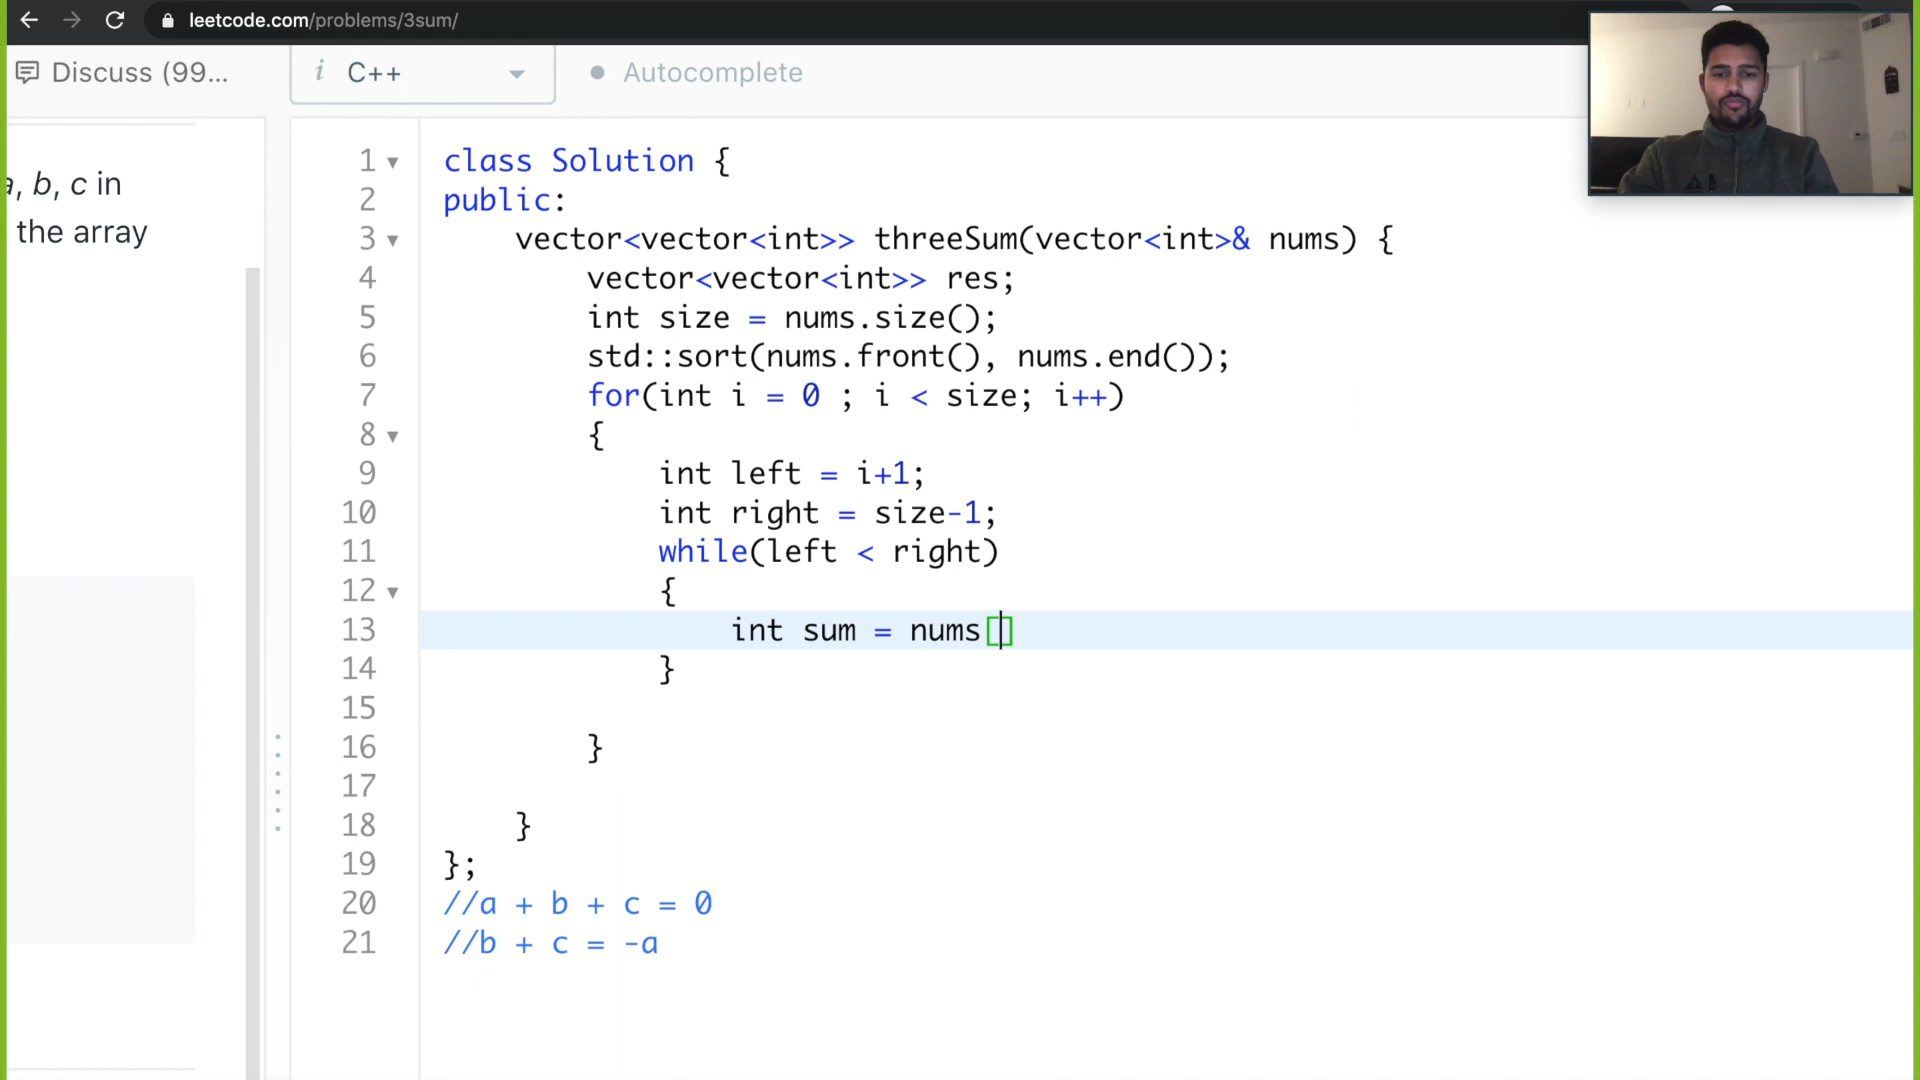 leetcode.com/problems/3sum/
Discuss (99...
i C++
Autocomplete
a, b, c in
the array
1 class Solution {
2 public:
3 vector<vector<int>> threeSum(vector<int>& nums) {
4 vector<vector<int>> res;
5 int size = nums.size();
6 std::sort(nums.front(), nums.end());
7 for(int i = 0 ; i < size; i++)
8 {
9 int left = i+1;
10 int right = size-1;
11 while(left < right)
12 {
13 int sum = nums[]
14 }
15
16 }
17
18 }
19 };
20 //a + b + c = 0
21 //b + c = -a